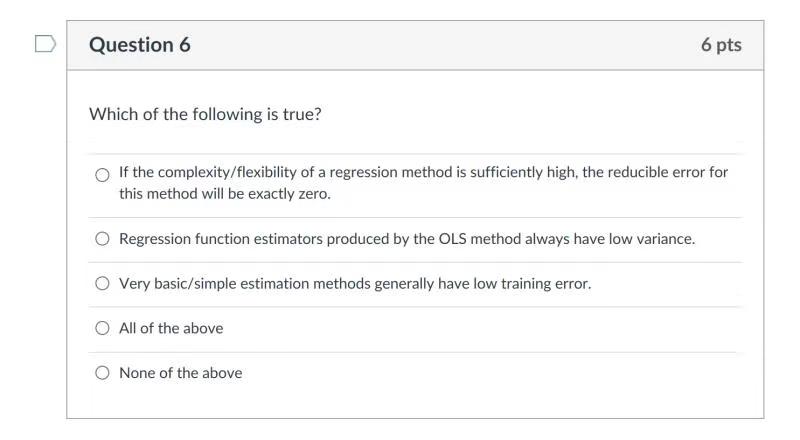 Question 6
6 pts
Which of the following is true?
If the complexity/flexibility of a regression method is sufficiently high, the reducible error for
this method will be exactly zero.
Regression function estimators produced by the OLS method always have low variance.
Very basic/simple estimation methods generally have low training error.
All of the above
None of the above